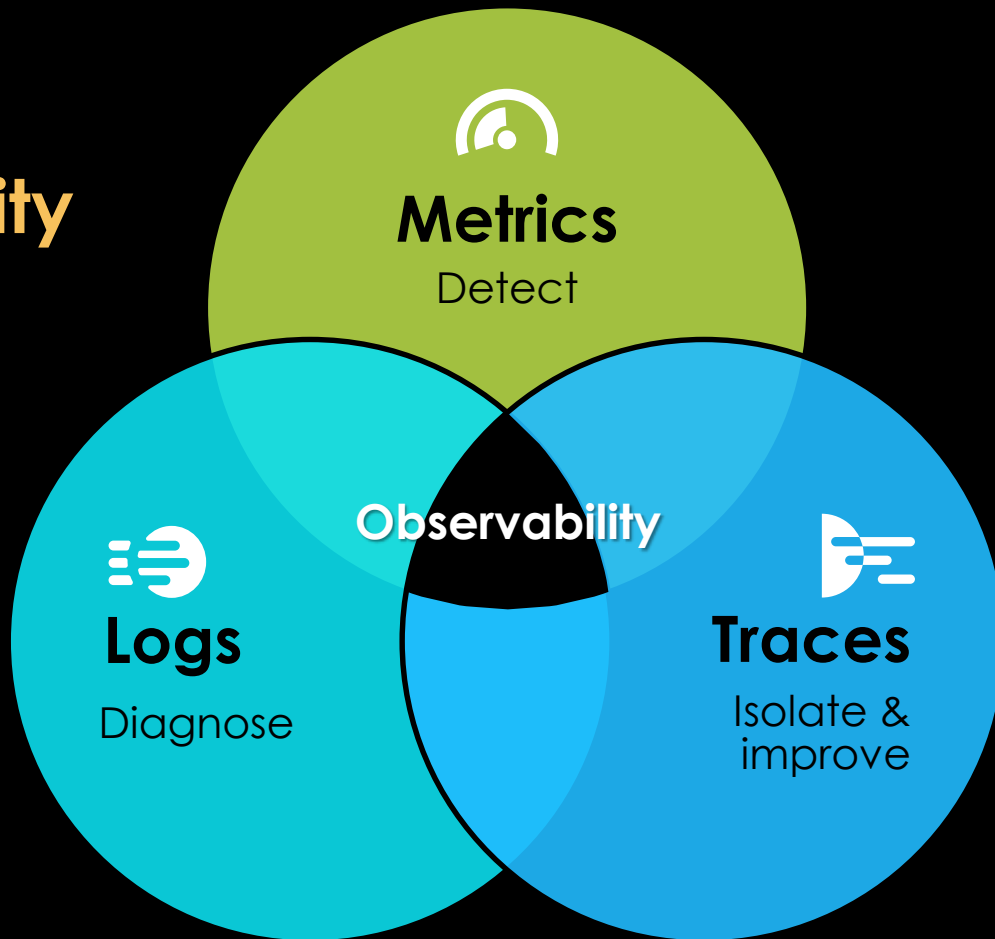 ity
Metrics
Detect
Observability
Logs
Diagnose
Traces
Isolate &
improve